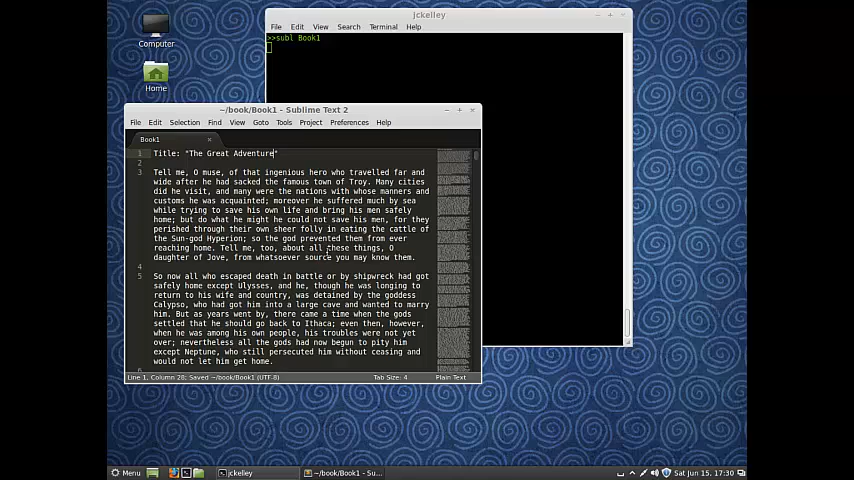 Computer
Home
jckelley
File Edit View Search Terminal Help
>>subl Book1
~/book/Book1 - Sublime Text 2
File Edit Selection Find View Goto Tools Project Preferences Help
Book1
1 Title: "The Great Adventure"
2
3 Tell me, O muse, of that ingenious hero who travelled far and
wide after he had sacked the famous town of Troy. Many cities
did he visit, and many were the nations with whose manners and
customs he was acquainted; moreover he suffered much by sea
while trying to save his own life and bring his men safely
home; but do what he might he could not save his men, for they
perished through their own sheer folly in eating the cattle of
the Sun-god Hyperion; so the god prevented them from ever
reaching home. Tell me, too, about all these things, O
daughter of Jove, from whatsoever source you may know them.
4
5 So now all who escaped death in battle or by shipwreck had got
safely home except Ulysses, and he, though he was longing to
return to his wife and country, was detained by the goddess
Calypso, who had got him into a large cave and wanted to marry
him. But as years went by, there came a time when the gods
settled that he should go back to Ithaca; even then, however,
when he was among his own people, his troubles were not yet
over; nevertheless all the gods had now begun to pity him
except Neptune, who still persecuted him without ceasing and
would not let him get home.
Line 1, Column 28; Saved ~/book/Book1 (UTF-8) Tab Size: 4 Plain Text
Menu jckelley ~/book/Book1 - Su... Sat Jun 15, 17:30